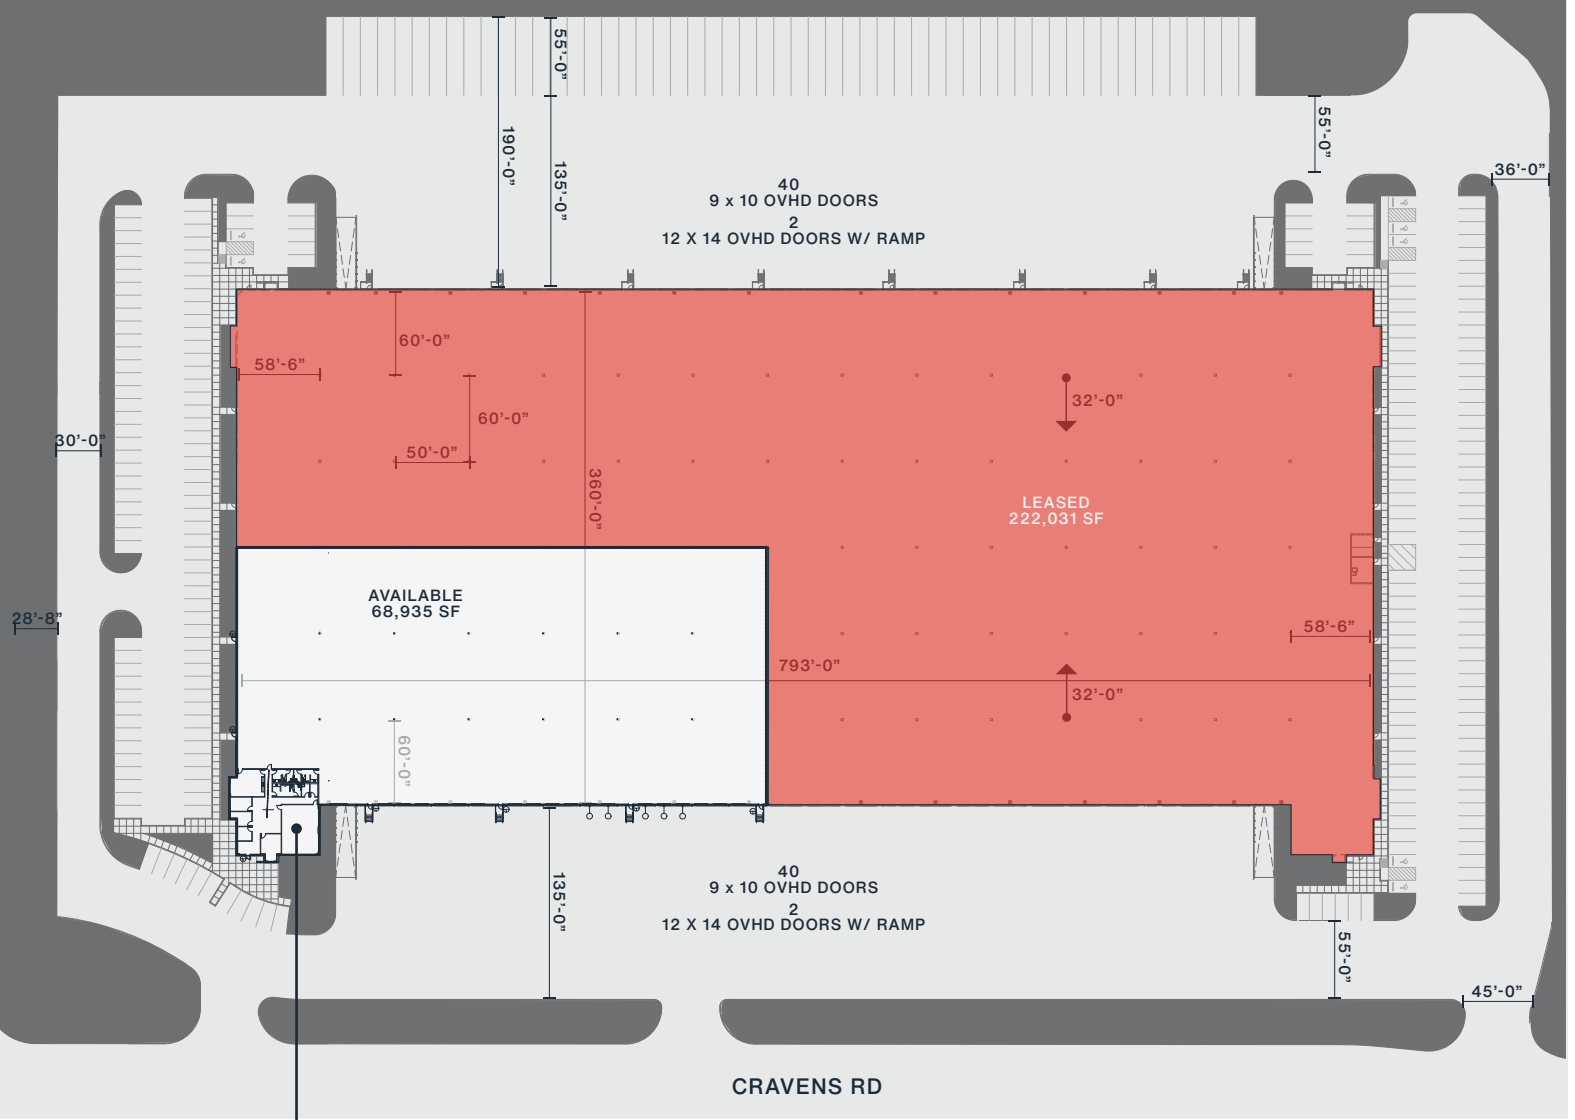 55’-0”
190’-0”
135’-0”
55’-0”
36’-0”
40
9 x 10 OVHD DOORS
2
12 X 14 OVHD DOORS W/ RAMP
60’-0”
58’-6”
32’-0”
60’-0”
50’-0”
30’-0”
360’-0”
LEASED
222,031 SF
AVAILABLE
68,935 SF
28’-8”
58’-6”
793’-0”
32’-0”
60’-0”
40
9 x 10 OVHD DOORS
2
12 X 14 OVHD DOORS W/ RAMP
135’-0”
55’-0”
45’-0”
CRAVENS RD